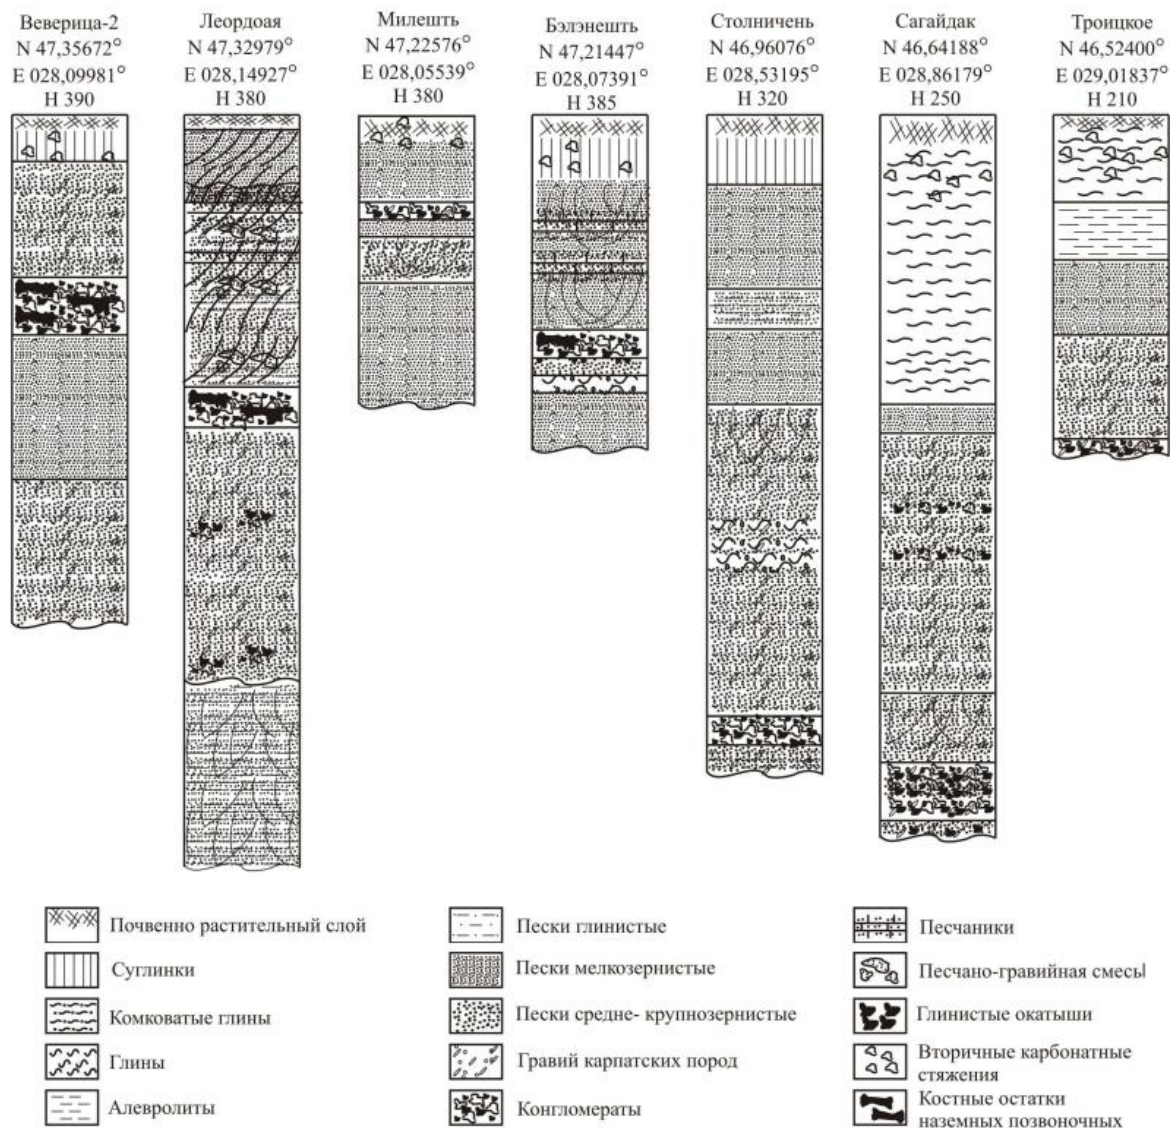 Веверица-2
N 47,35672°
E 028,09981°
H 390
Леордоая
N 47,32979°
E 028,14927°
H 380
Милешть
N 47,22576°
E 028,05539°
H 380
Бэлэнешть
N 47,21447°
E 028,07391°
H 385
Столничень
N 46,96076°
E 028,53195°
H 320
Сагайдак
N 46,64188°
E 028,86179°
H 250
Троицкое
N 46,52400°
E 029,01837°
H 210
Почвенно растительный слой
Суглинки
Комковатые глины
Глины
Алевролиты
Пески глинистые
Пески мелкозернистые
Пески средне- крупнозернистые
Гравий карпатских пород
Конгломераты
Песчаники
Песчано-гравийная смесь
Глинистые окатыши
Вторичные карбонатные
стяжения
Костные остатки
наземных позвоночных